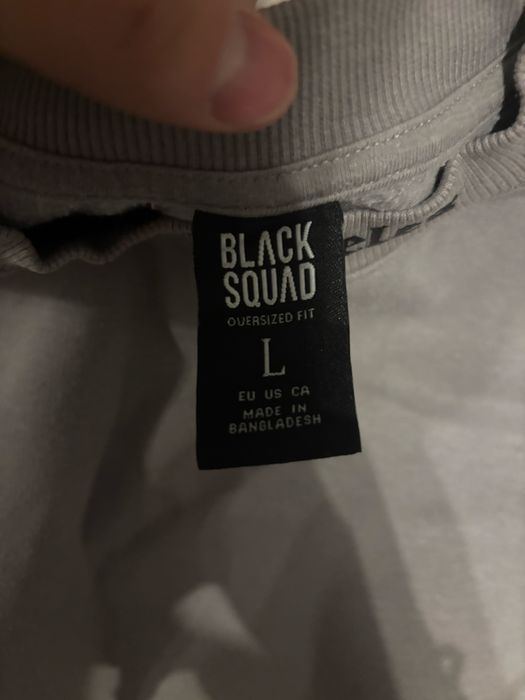 BLACK
SQUAD
OVERSIZED FIT
L
EU US CA
MADE IN
BANGLADESH